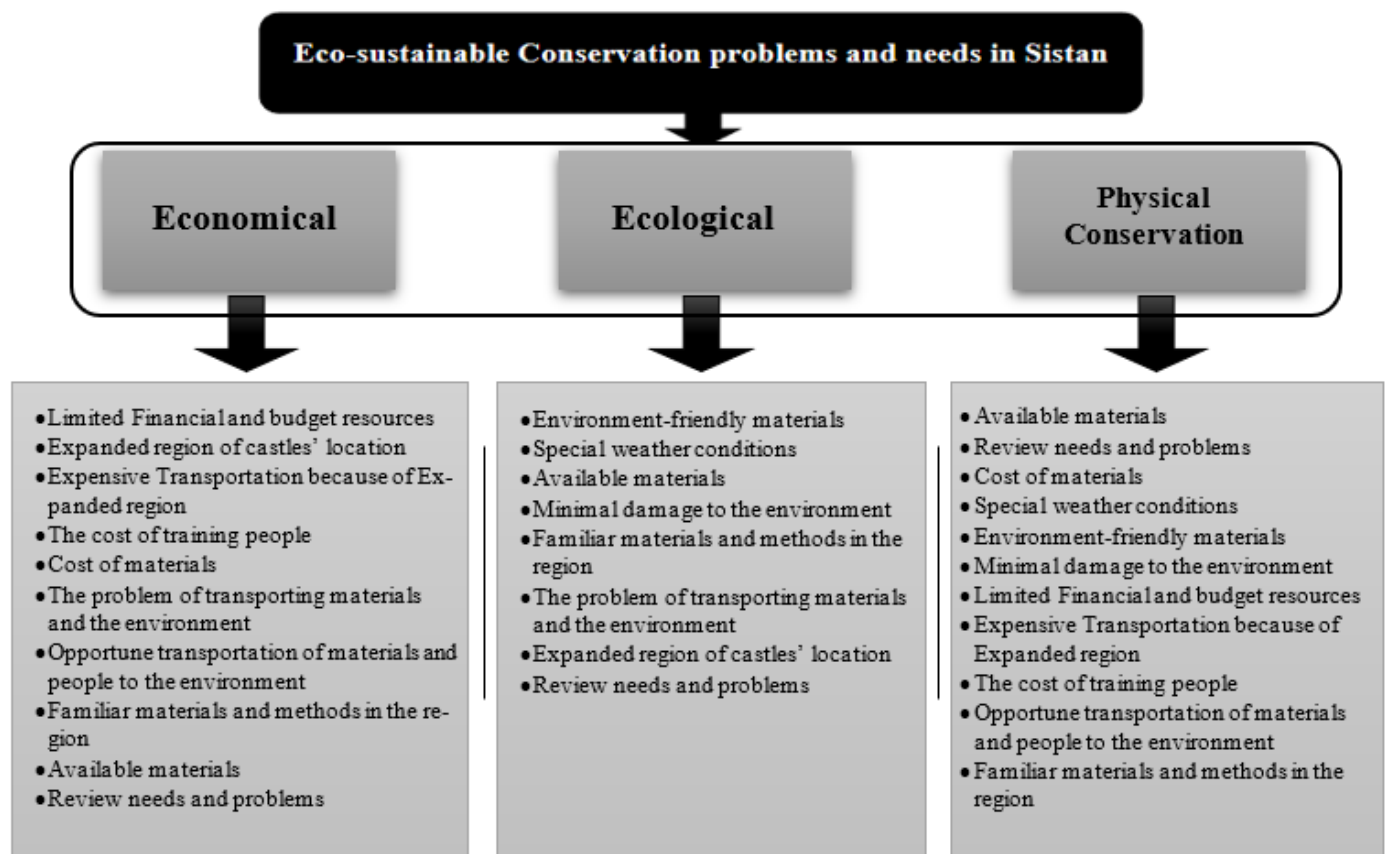 Eco-sustainable Conservation problems and needs in Sistan
Economical
Ecological
Physical
Conservation
•Limited Financial and budget resources
•Expanded region of castles’ location
•Expensive Transportation because of Ex-
panded region
•The cost of training people
•Cost of materials
•The problem of transporting materials
and the environment
•Opportune transportation of materials and
people to the environment
•Familiar materials and methods in the re-
gion
•Available materials
•Review needs and problems
•Environment-friendly materials
•Special weather conditions
•Available materials
•Minimal damage to the environment
•Familiar materials and methods in the
region
•The problem of transporting materials
and the environment
•Expanded region of castles’ location
•Review needs and problems
•Available materials
•Review needs and problems
•Cost of materials
•Special weather conditions
•Environment-friendly materials
•Minimal damage to the environment
•Limited Financial and budget resources
•Expensive Transportation because of
Expanded region
•The cost of training people
•Opportune transportation of materials
and people to the environment
•Familiar materials and methods in the
region